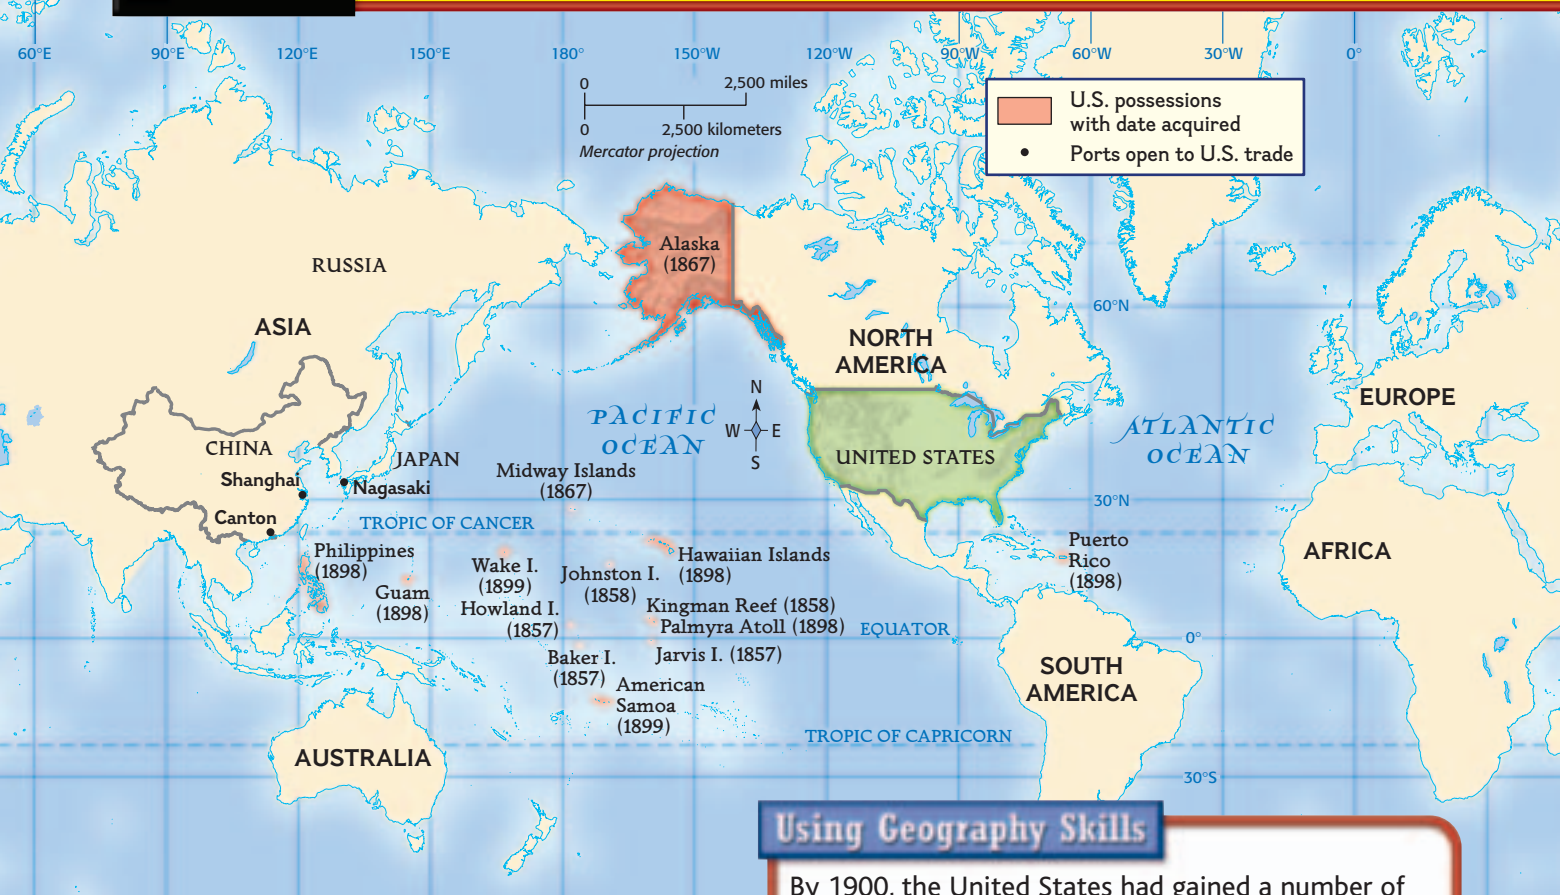 60°E 90°E 120°E 150°E 180° 150°W 120°W 90°W 60°W 30°W 0°
0 2,500 miles
0 2,500 kilometers
Mercator projection
U.S. possessions
with date acquired
Ports open to U.S. trade
Alaska
(1867)
RUSSIA
60°N
ASIA
NORTH
AMERICA
EUROPE
N
W E
S
PACIFIC
OCEAN
ATLANTIC
OCEAN
CHINA
JAPAN
UNITED STATES
Shanghai
Nagasaki
Midway Islands
(1867)
30°N
Canton
TROPIC OF CANCER
Philippines
(1898)
Guam
(1898)
Wake I.
(1899)
Johnston I.
(1858)
Hawaiian Islands
(1898)
Puerto
Rico
(1898)
AFRICA
Howland I.
(1857)
Kingman Reef (1858)
Palmyra Atoll (1898)
EQUATOR
0°
Baker I.
(1857)
Jarvis I. (1857)
SOUTH
AMERICA
American
Samoa
(1899)
TROPIC OF CAPRICORN
AUSTRALIA
30°S
Using Geography Skills
By 1900, the United States had gained a number of